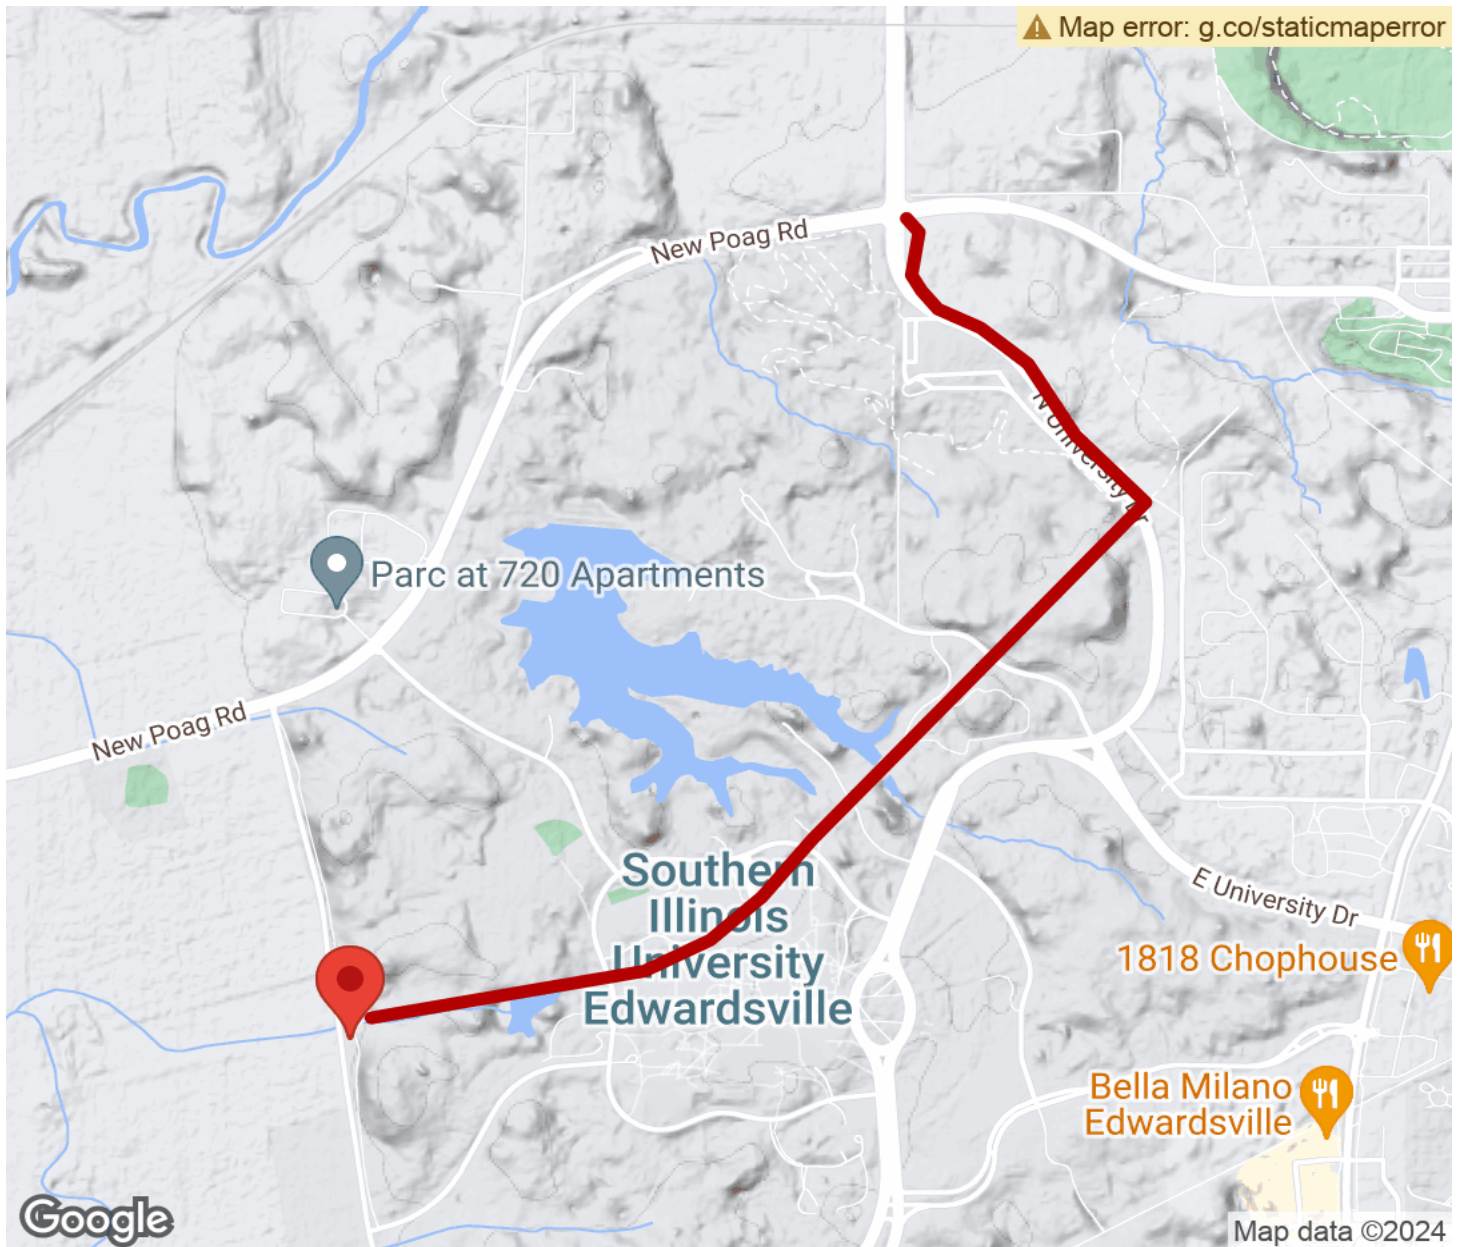 Map error: g.co/staticmaperror
New Poag Rd
N University Dr
Parc at 720 Apartments
New Poag Rd
Southern
Illinois
University
Edwardsville
E University Dr
1818 Chophouse
Bella Milano
Edwardsville
Google
Map data ©2024